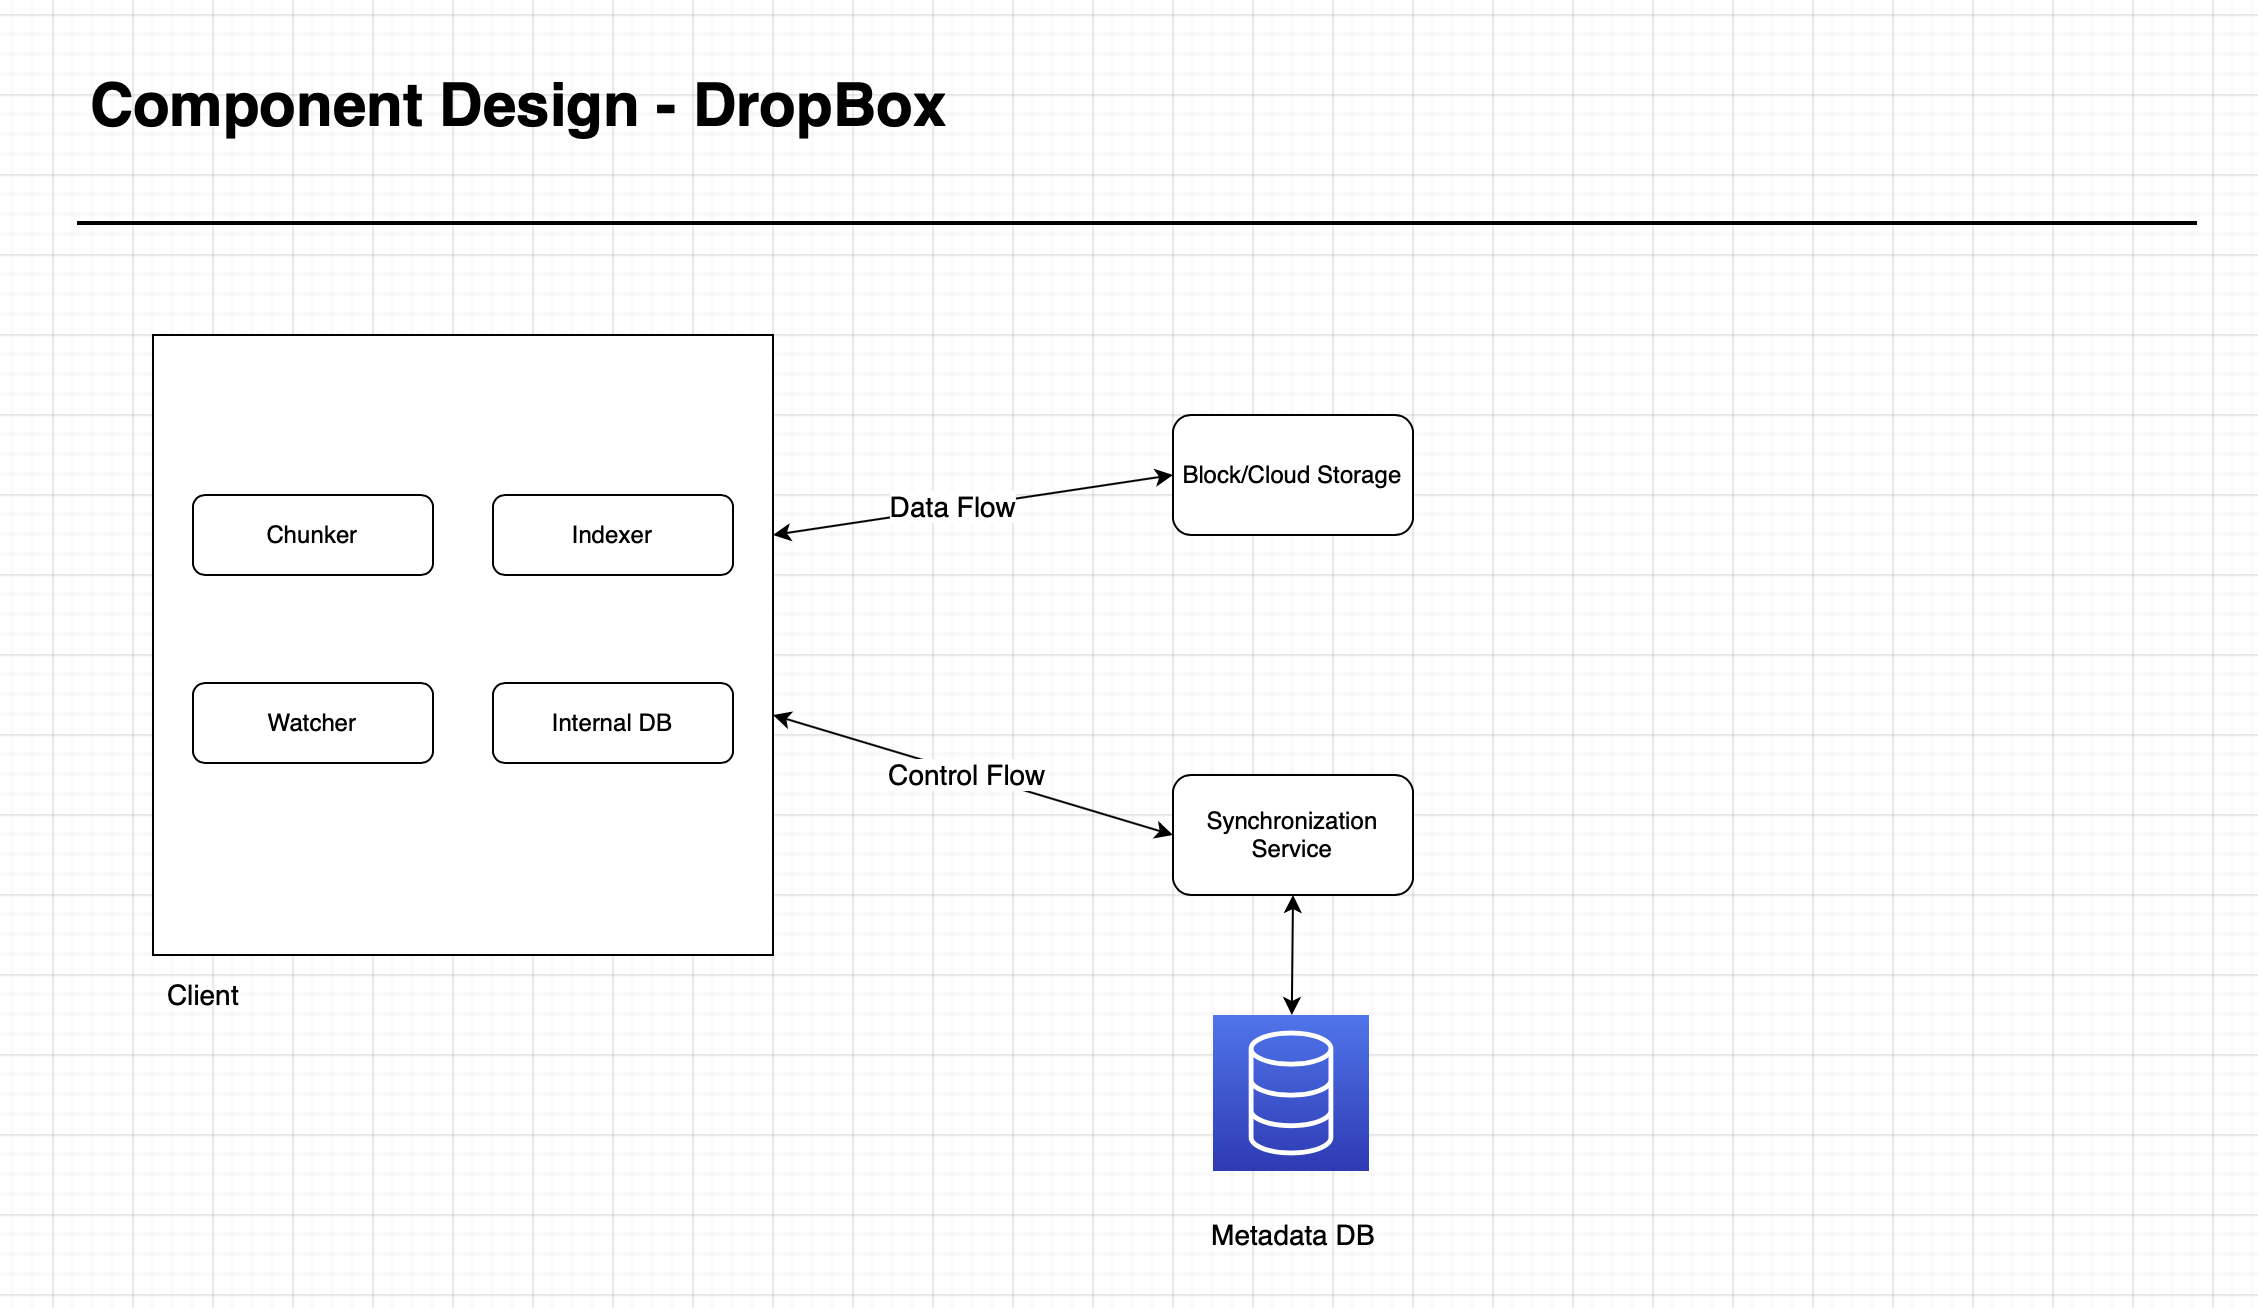 Component Design - DropBox
Chunker
Indexer
Watcher
Internal DB
Client
Data Flow
Control Flow
Block/Cloud Storage
Synchronization
Service
Metadata DB